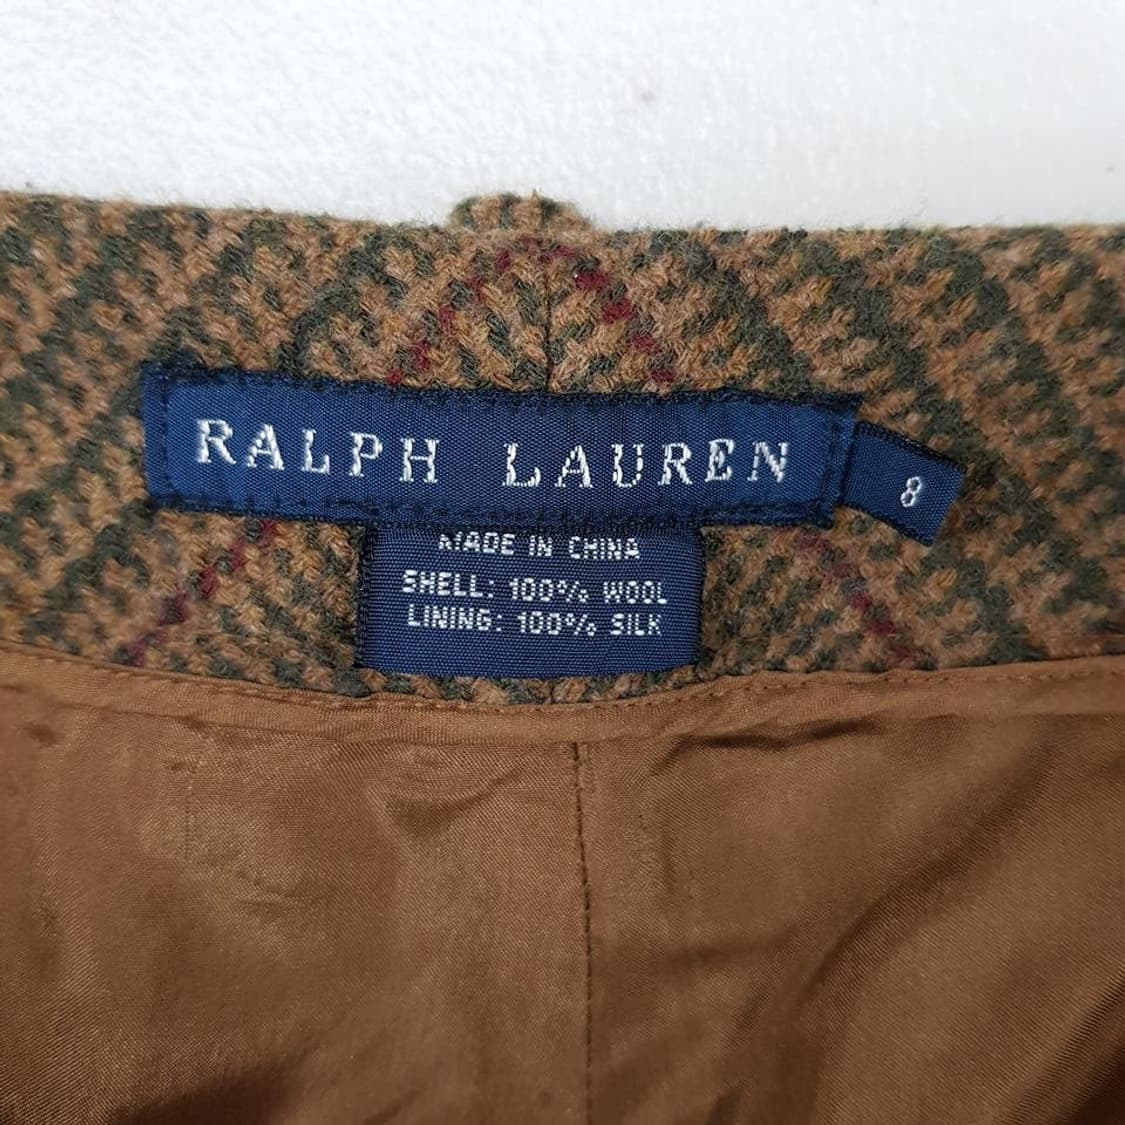 RALPH LAUREN
8
MADE IN CHINA
SHELL: 100% WOOL
LINING: 100% SILK